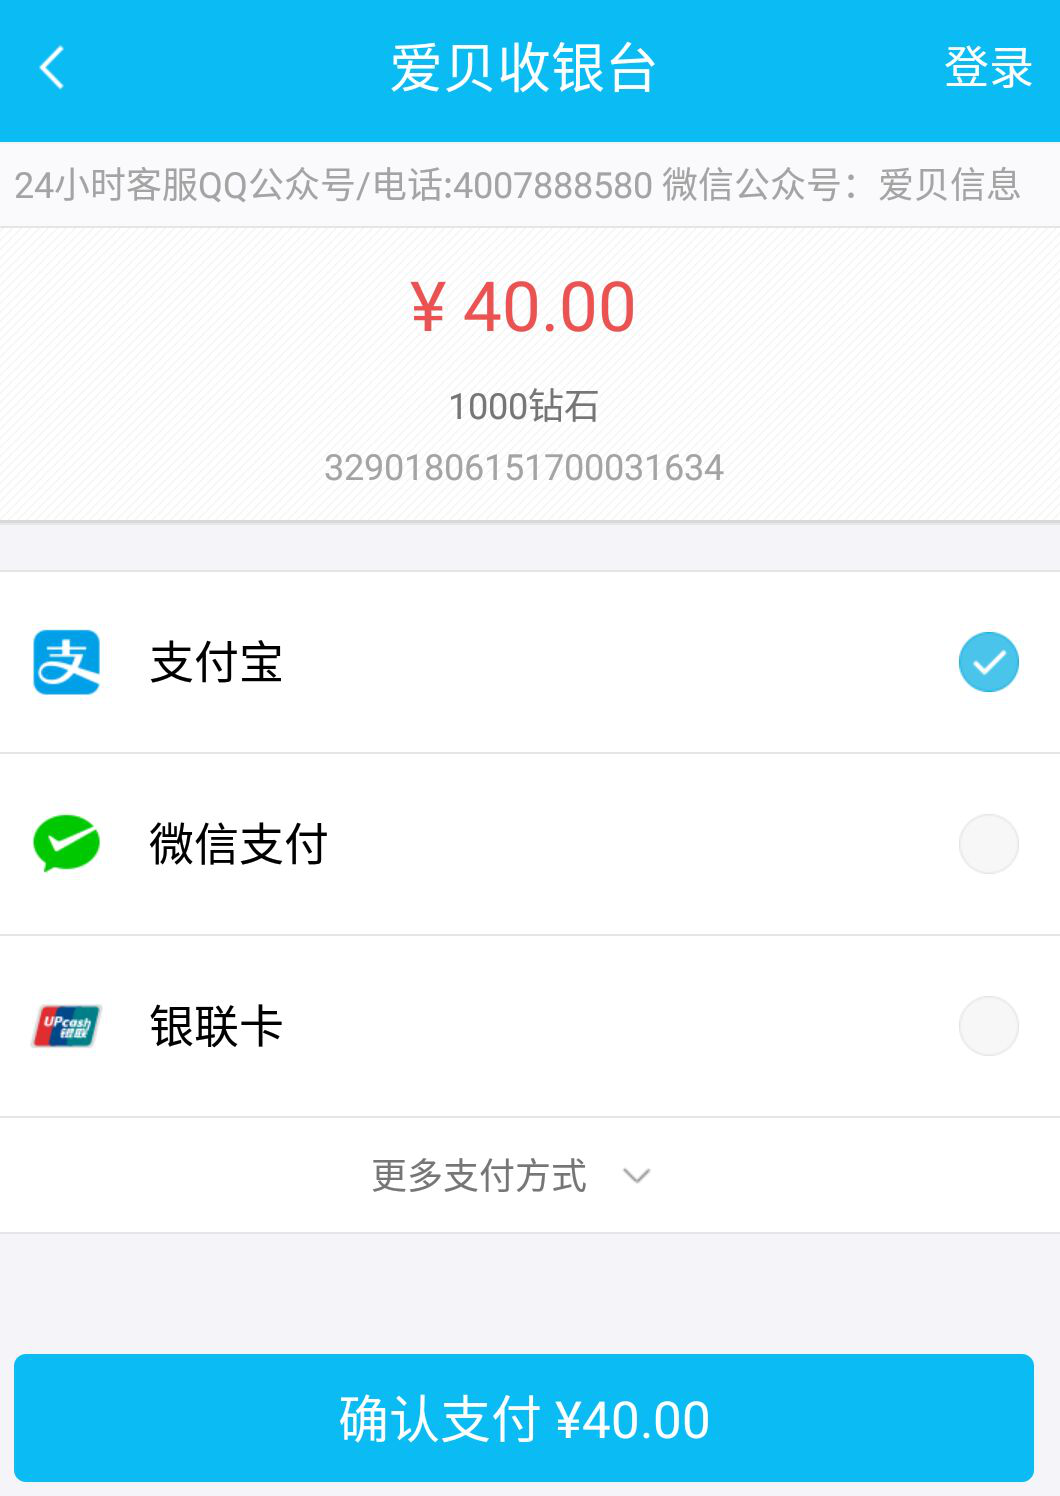 爱贝收银台
登录
24小时客服QQ公众号/电话:4007888580 微信公众号：爱贝信息
¥ 40.00
1000钻石
32901806151700031634
支付宝
微信支付
UPcash
银联
银联卡
更多支付方式
确认支付 ¥40.00